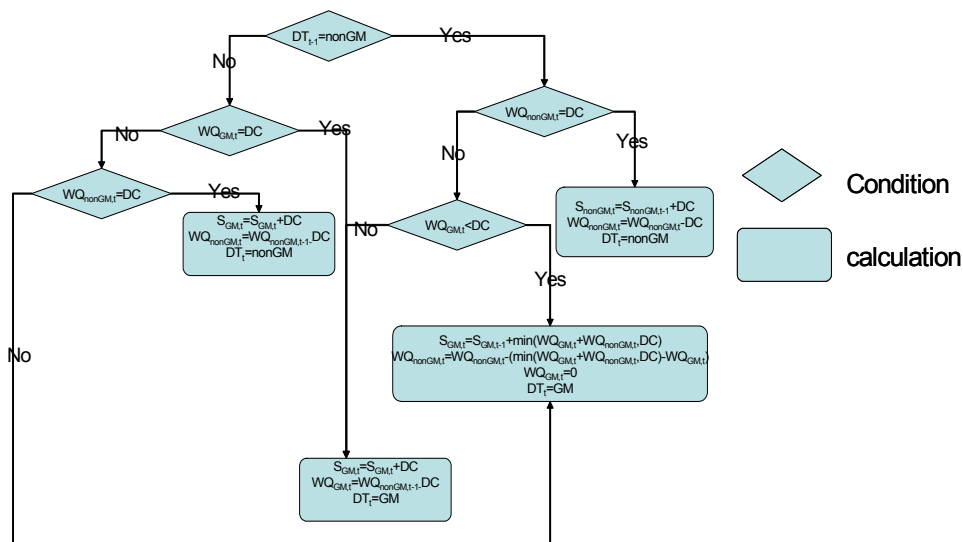 DTt-1=nonGM
Yes
No
WQnonGM,t=DC
WQGM,t=DC
No
Yes
Yes
No
WQnonGM,t=DC
Yes
Condition
SnonGM,t=SnonGM,t-1+DC
WQnonGM,t=WQnonGM,t-DC
DTt=nonGM
SGM,t=SGM,t+DC
WQnonGM,t=WQnonGM,t-1-DC
DTt=nonGM
No
WQGM,t<DC
calculation
Yes
No
SGM,t=SGM,t-1+min(WQGM,t+WQnonGM,t,DC)
WQnonGM,t=WQnonGM,t-(min(WQGM,t+WQnonGM,t,DC)-WQGM,t)
WQGM,t=0
DTt=GM
SGM,t=SGM,t+DC
WQGM,t=WQnonGM,t-1-DC
DTt=GM